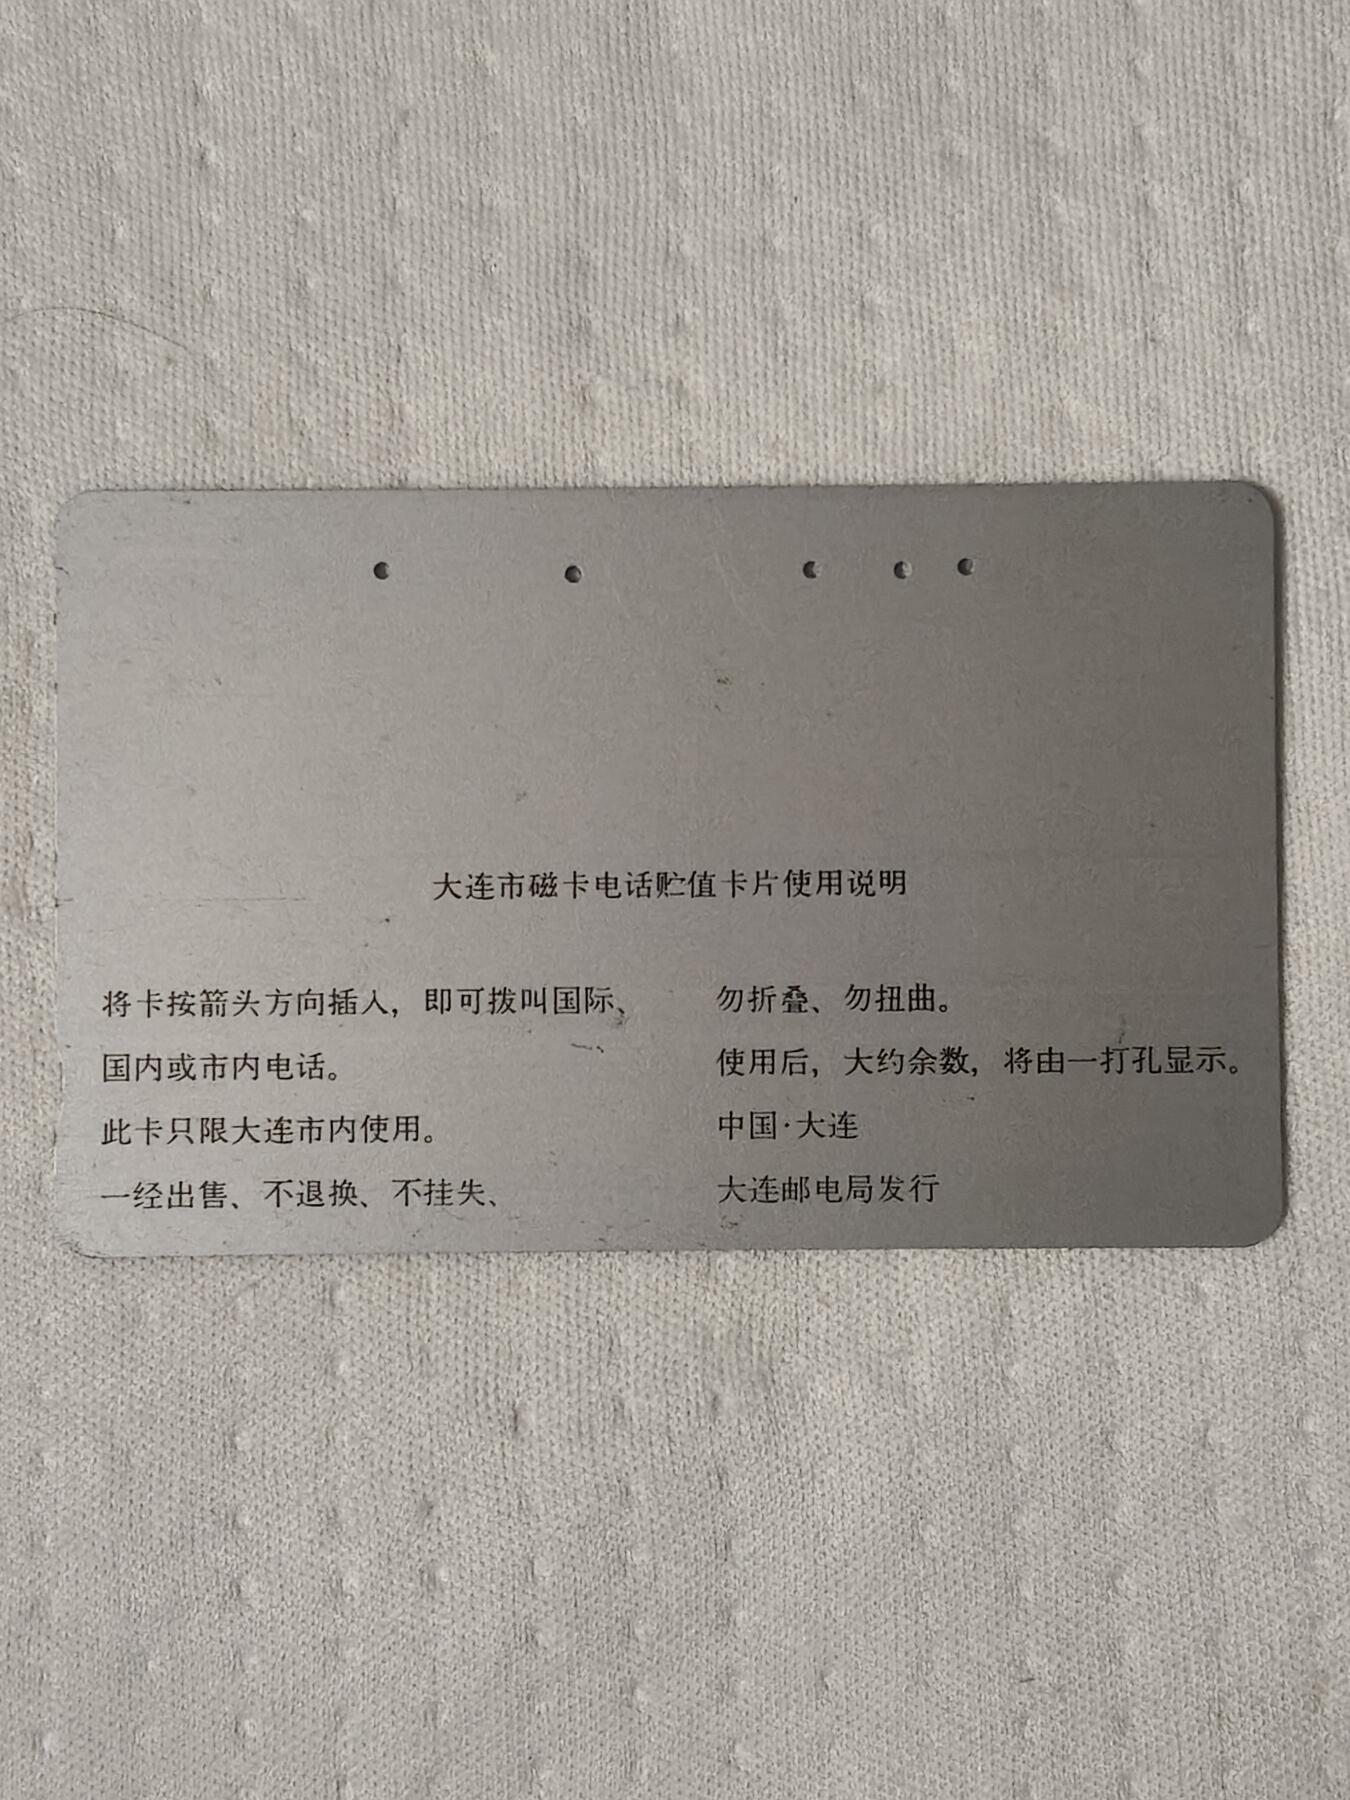 大连市磁卡电话贮值卡片使用说明
将卡按箭头方向插入，即可拨叫国际、
国内或市内电话。
此卡只限大连市内使用。
一经出售、不退换、不挂失、
勿折叠、勿扭曲。
使用后，大约余数，将由一打孔显示。
中国·大连
大连邮电局发行